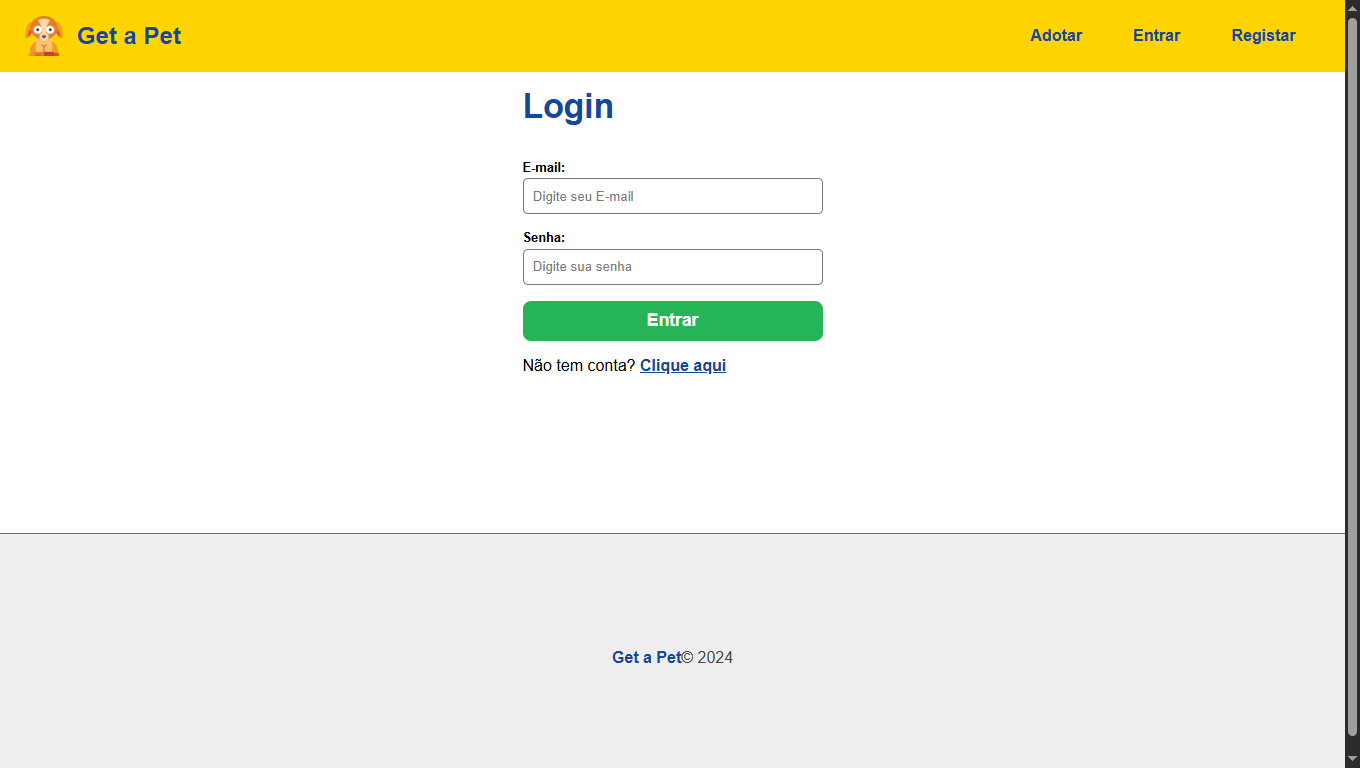 Get a Pet Adotar Entrar Registar
Login
E-mail:
Digite seu E-mail
Senha:
Digite sua senha
Entrar
Não tem conta? Clique aqui
Get a Pet© 2024